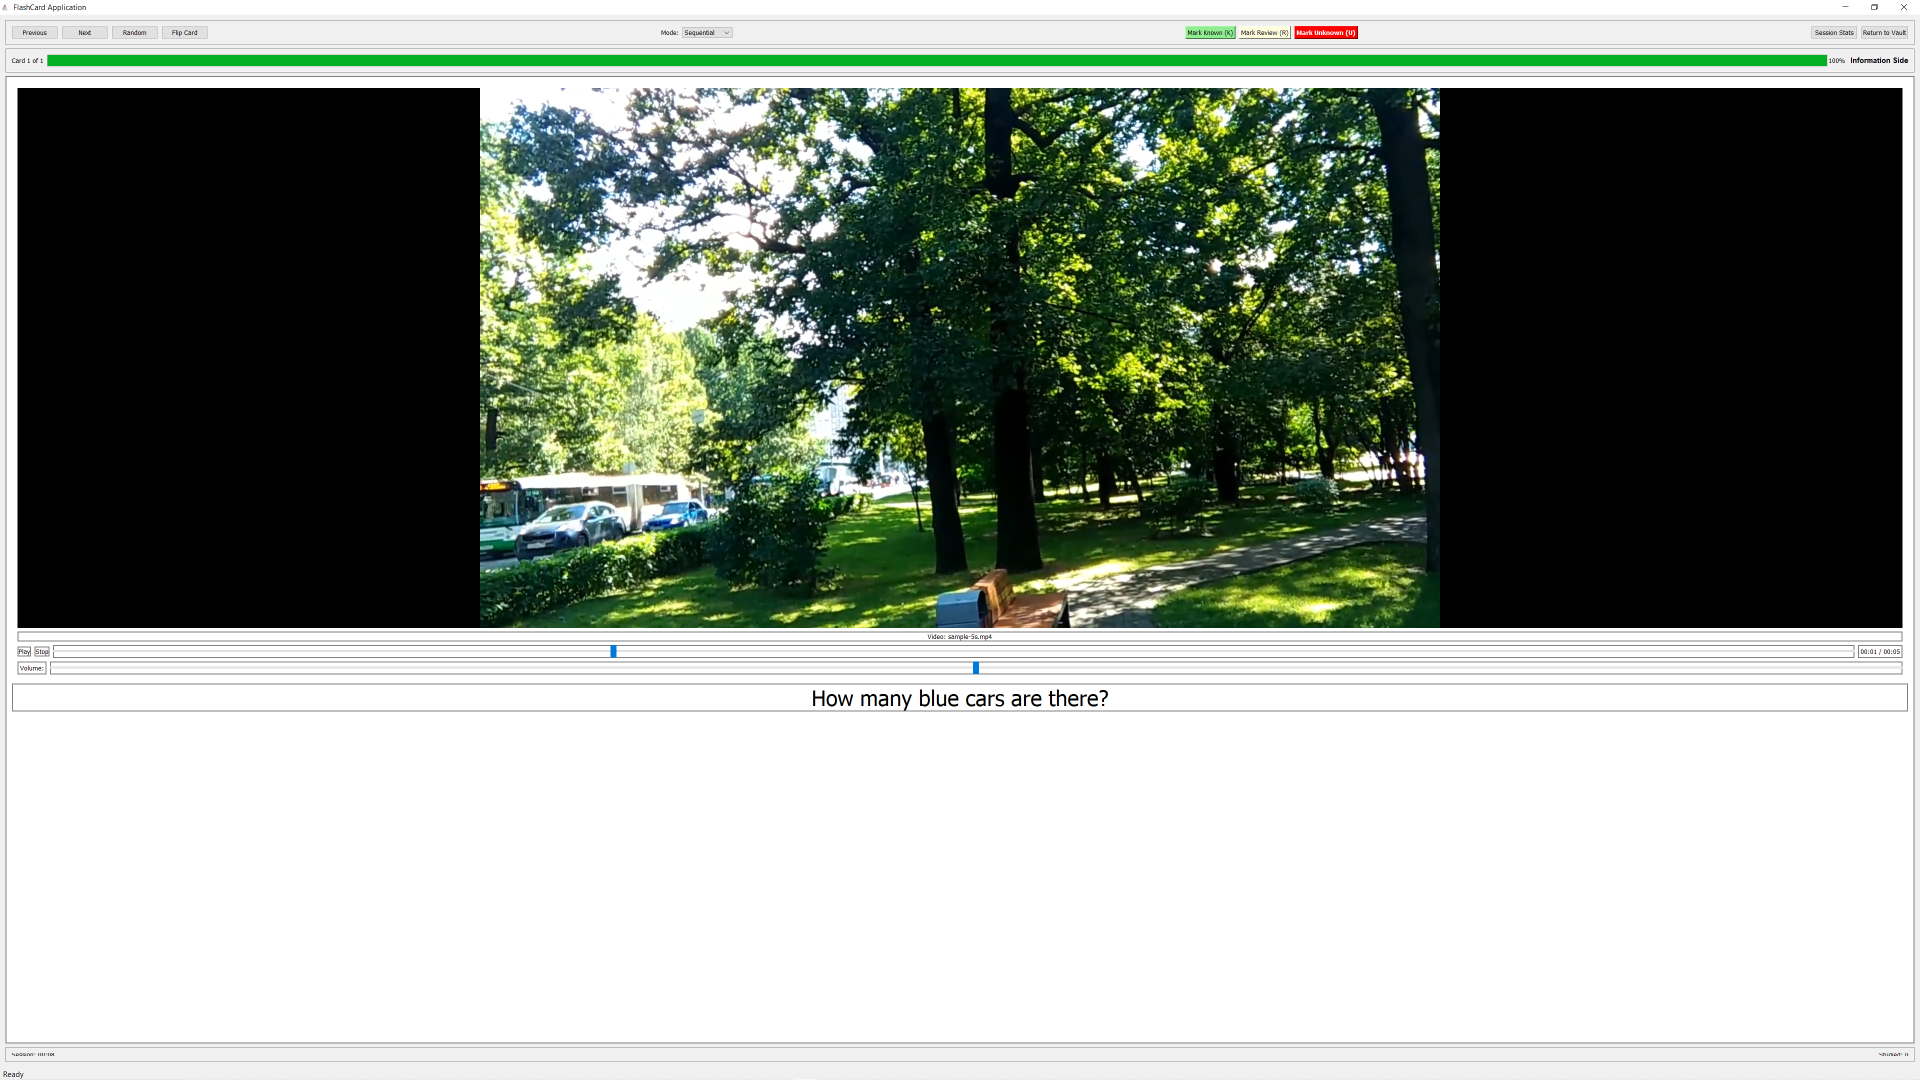 FlashCard Application
Previous Next Random Flip Card Mode: Sequential Mark Known (K) Mark Review (R) Mark Unknown (U) Session Stats Return to Vault
Card 1 of 1 100% Information Side
Video: sample-5s.mp4
Play Stop 00:01 / 00:05
Volume:
How many blue cars are there?
Ready